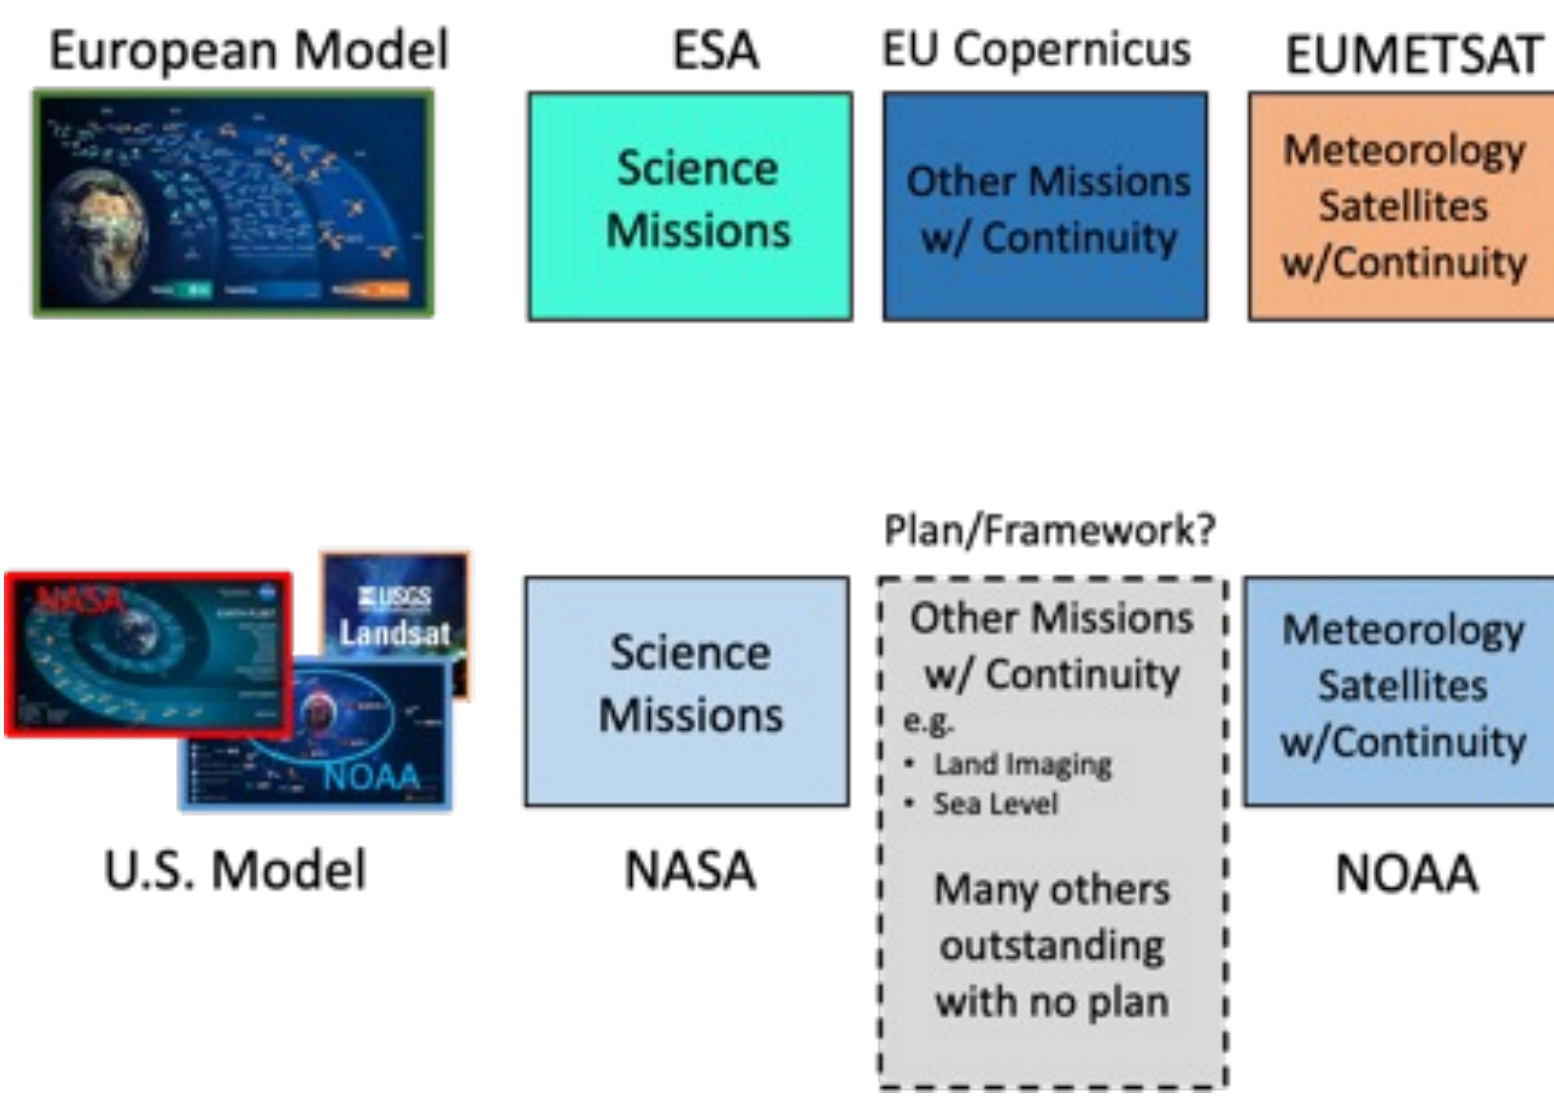 European Model
ESA
EU Copernicus
EUMETSAT
Science
Missions
Other Missions
w/ Continuity
Meteorology
Satellites
w/Continuity
Plan/Framework?
NASA
USGS
Landsat
NOAA
Science
Missions
Other Missions
w/ Continuity
e.g.
• Land Imaging
• Sea Level
Many others
outstanding
with no plan
Meteorology
Satellites
w/Continuity
U.S. Model
NASA
NOAA